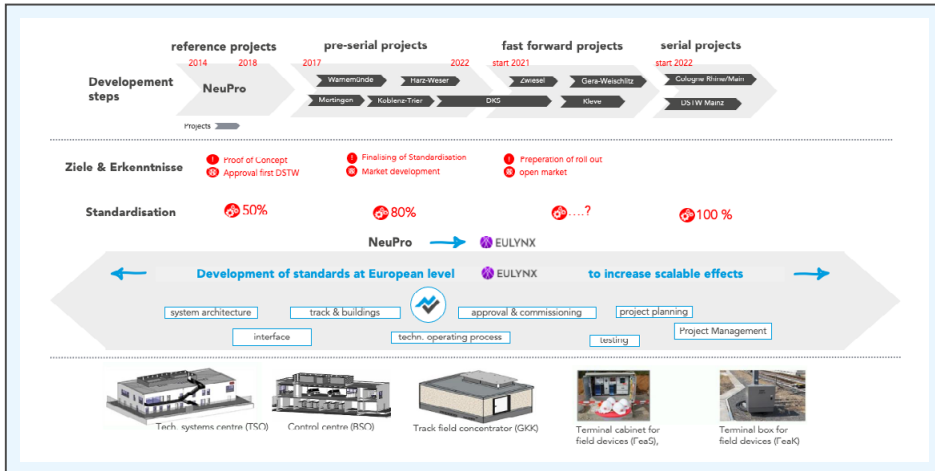 reference projects
pre-serial projects
fast forward projects
serial projects
2014
2018
2017
2022
start 2021
start 2022
Developement
steps
NeuPro
Warnemünde
Harz-Weser
Zwiesel
Gera-Weischlitz
Cologne Rhine/Main
Mertingen
Koblenz-Trier
DKS
Kleve
DSTW Mainz
Projects
Ziele & Erkenntnisse
Proof of Concept
Approval first DSTW
Finalising of Standardisation
Market development
Preperation of roll out
open market
Standardisation
50%
80%
....?
100 %
NeuPro
EULYNX
Development of standards at European level
EULYNX
to increase scalable effects
system architecture
track & buildings
approval & commissioning
project planning
interface
techn. operating process
testing
Project Management
Tech. systems centre (TSO)
Control centre (BSO)
Track field concentrator (GKK)
Terminal cabinet for
field devices (FeaS),
Terminal box for
field devices (FeaK)